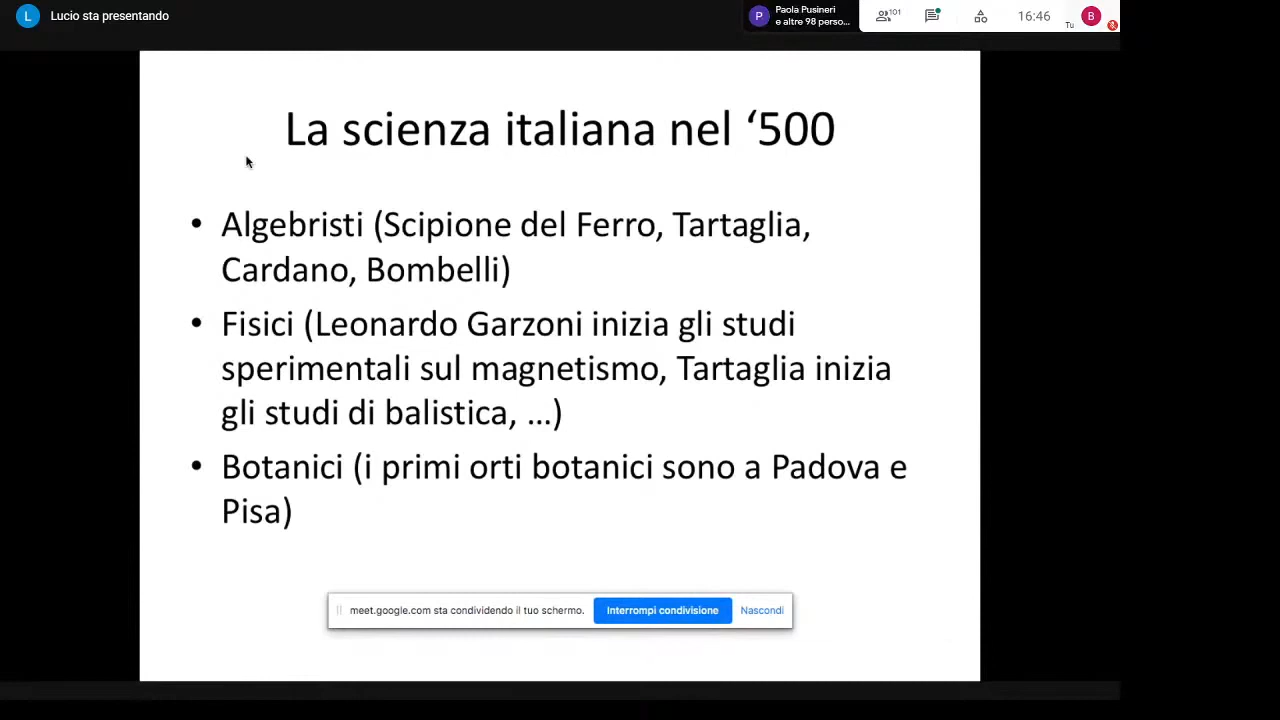 L Lucio sta presentando
P Paola Pusineri
e altre 98 perso...
101
16:46
Tu
B
La scienza italiana nel ‘500
• Algebristi (Scipione del Ferro, Tartaglia,
Cardano, Bombelli)
• Fisici (Leonardo Garzoni inizia gli studi
sperimentali sul magnetismo, Tartaglia inizia
gli studi di balistica, ...)
• Botanici (i primi orti botanici sono a Padova e
Pisa)
meet.google.com sta condividendo il tuo schermo. Interrompi condivisione Nascondi